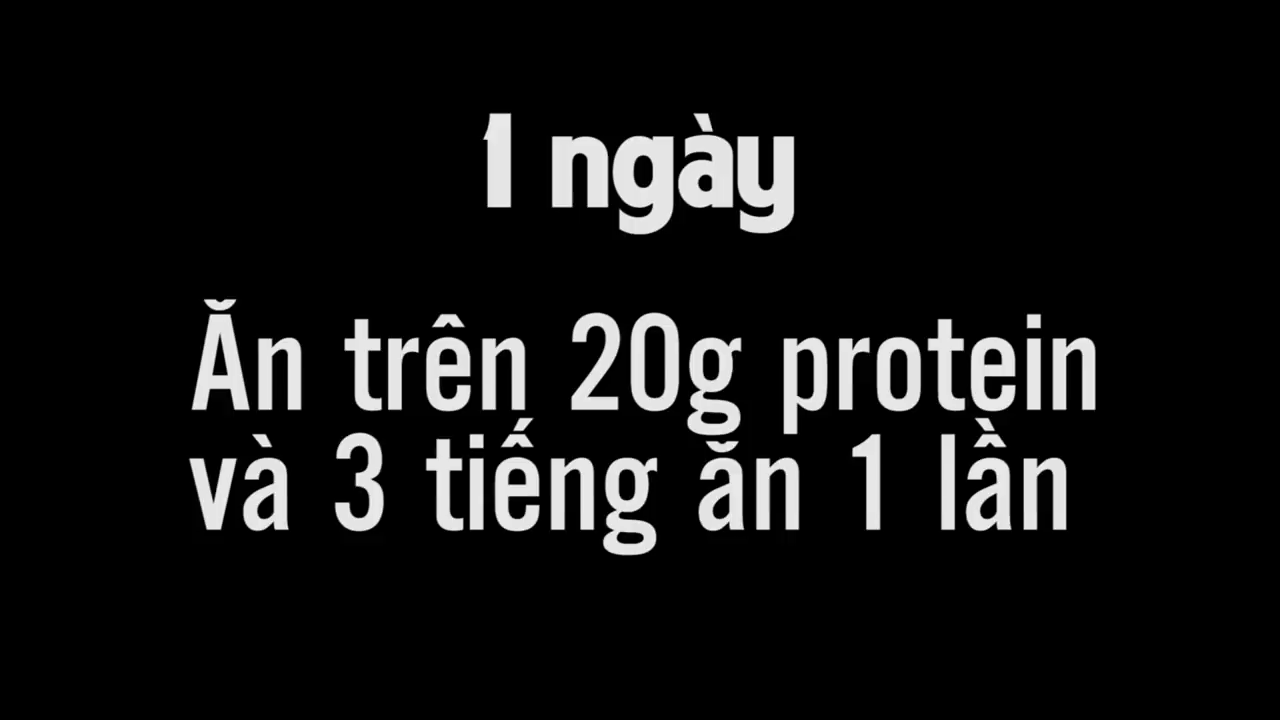 1 ngày
Ăn trên 20g protein
và 3 tiếng ăn 1 lần